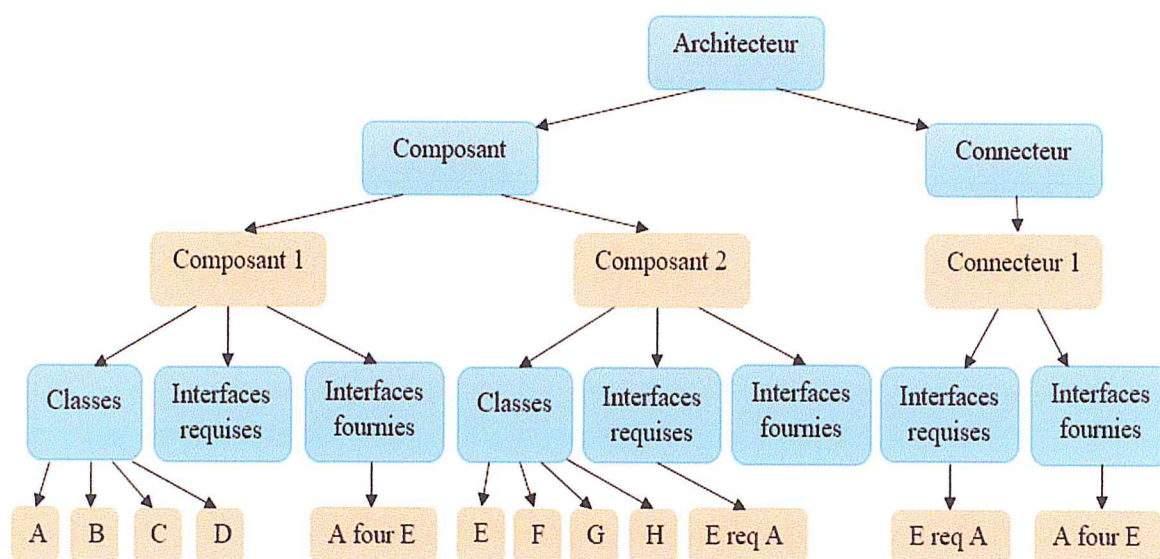 Architecteur
Composant
Connecteur
Composant 1
Composant 2
Connecteur 1
Classes
Interfaces
requises
Interfaces
fournies
Classes
Interfaces
requises
Interfaces
fournies
Interfaces
requises
Interfaces
fournies
A
B
C
D
A four E
E
F
G
H
E req A
E req A
A four E